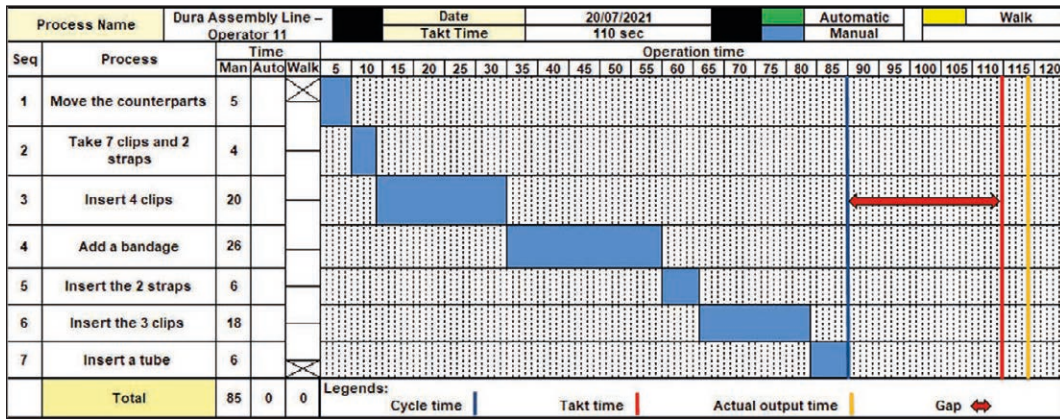 Process Name Dura Assembly Line – Operator 11 Date 20/07/2021 Automatic Walk
Takt Time 110 sec Manual
Seq Process Time Operation time
Man Auto Walk 5 10 15 20 25 30 35 40 45 50 55 60 65 70 75 80 85 90 95 100 105 110 115 120
1 Move the counterparts 5
2 Take 7 clips and 2 straps 4
3 Insert 4 clips 20
4 Add a bandage 26
5 Insert the 2 straps 6
6 Insert the 3 clips 18
7 Insert a tube 6
Total 85 0 0
Legends:
Cycle time Takt time Actual output time Gap